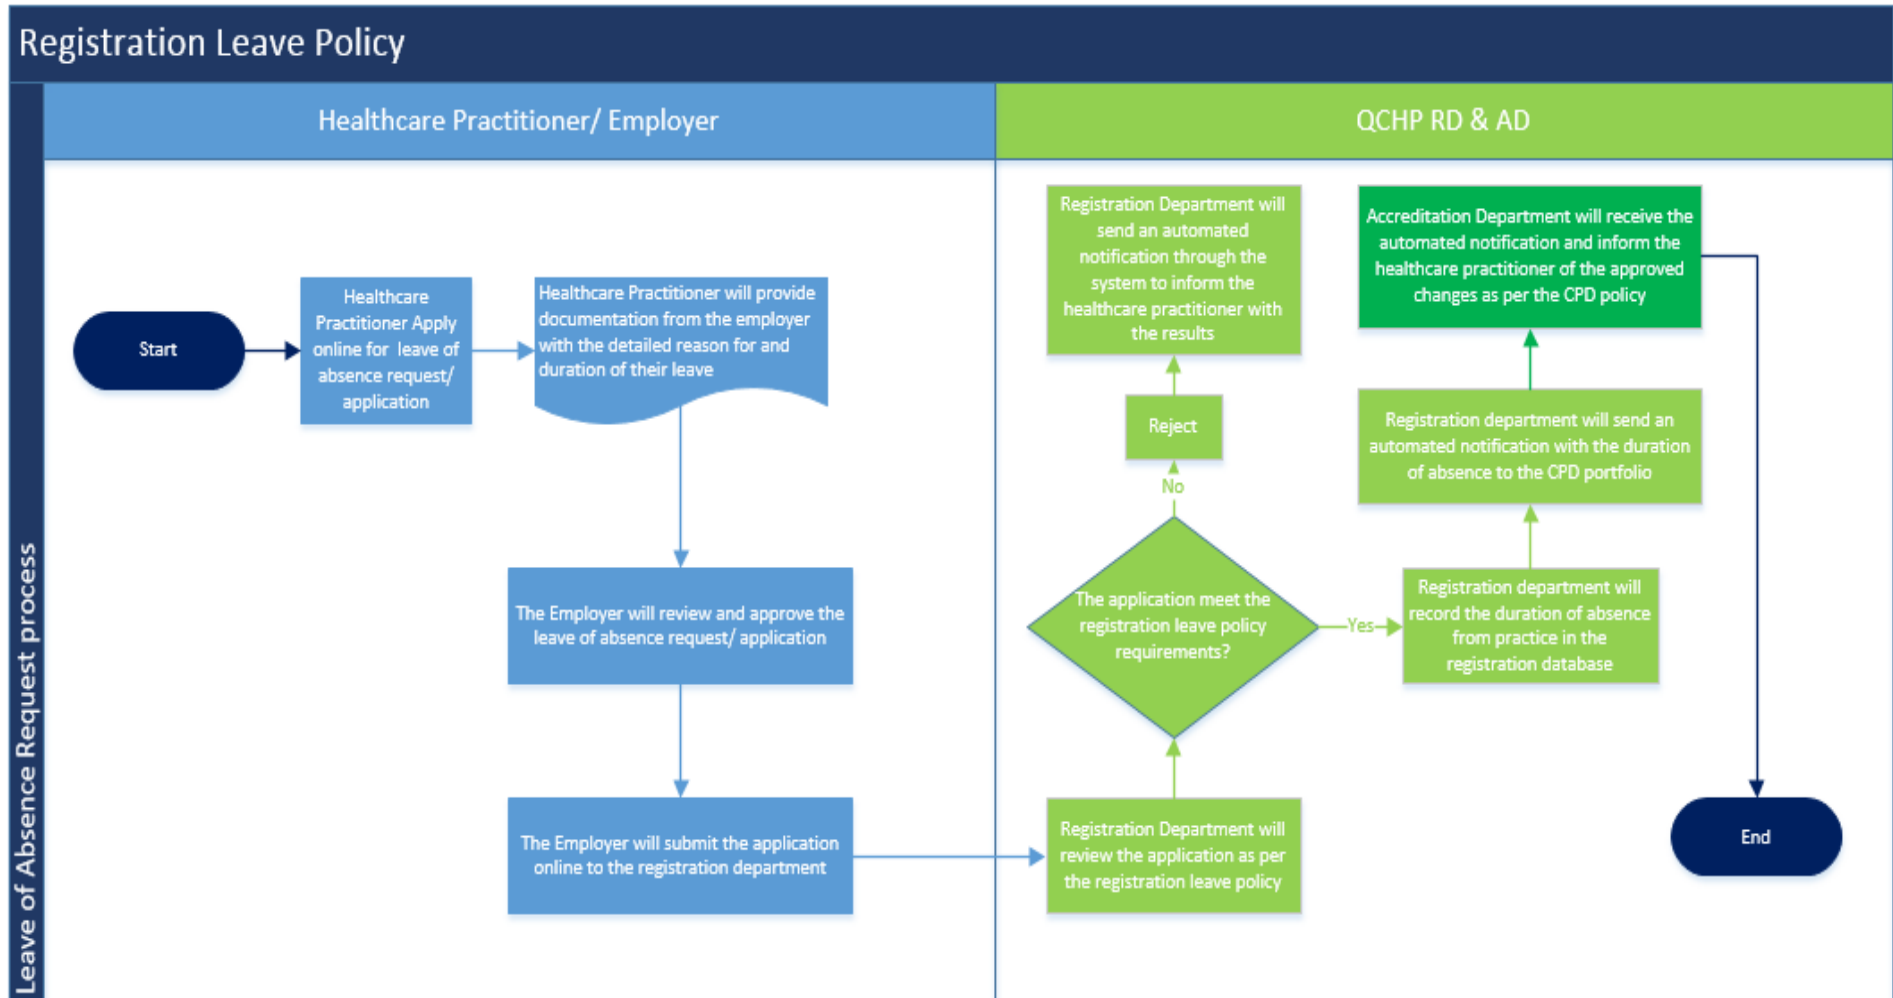 Registration Leave Policy
Leave of Absence Request process
Healthcare Practitioner/ Employer
QCHP RD & AD
Start
Healthcare
Practitioner Apply
online for leave of
absence request/
application
Healthcare Practitioner will provide
documentation from the employer
with the detailed reason for and
duration of their leave
The Employer will review and approve the
leave of absence request/ application
The Employer will submit the application
online to the registration department
Registration Department will
review the application as per
the registration leave policy
The application meet the
registration leave policy
requirements?
No
Reject
Registration Department will
send an automated
notification through the
system to inform the
healthcare practitioner with
the results
Yes
Registration department will
record the duration of absence
from practice in the
registration database
Registration department will send an
automated notification with the duration
of absence to the CPD portfolio
Accreditation Department will receive the
automated notification and inform the
healthcare practitioner of the approved
changes as per the CPD policy
End